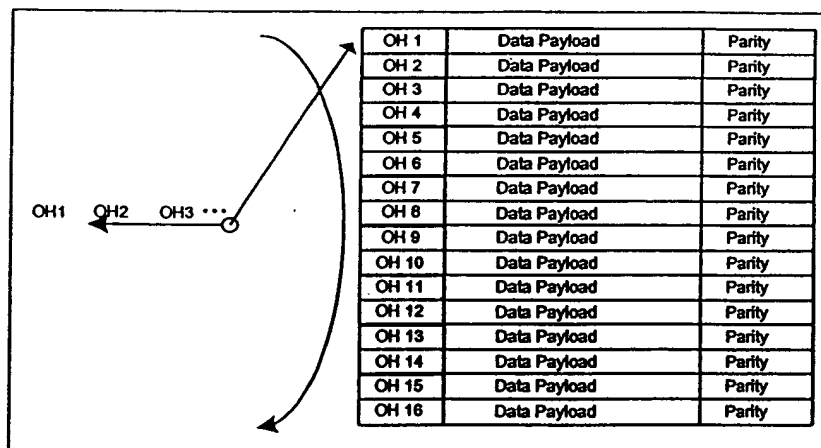 OH 1 Data Payload Parity
OH 2 Data Payload Parity
OH 3 Data Payload Parity
OH 4 Data Payload Parity
OH 5 Data Payload Parity
OH 6 Data Payload Parity
OH 7 Data Payload Parity
OH1 OH2 OH3 •••
OH 8 Data Payload Parity
OH 9 Data Payload Parity
OH 10 Data Payload Parity
OH 11 Data Payload Parity
OH 12 Data Payload Parity
OH 13 Data Payload Parity
OH 14 Data Payload Parity
OH 15 Data Payload Parity
OH 16 Data Payload Parity